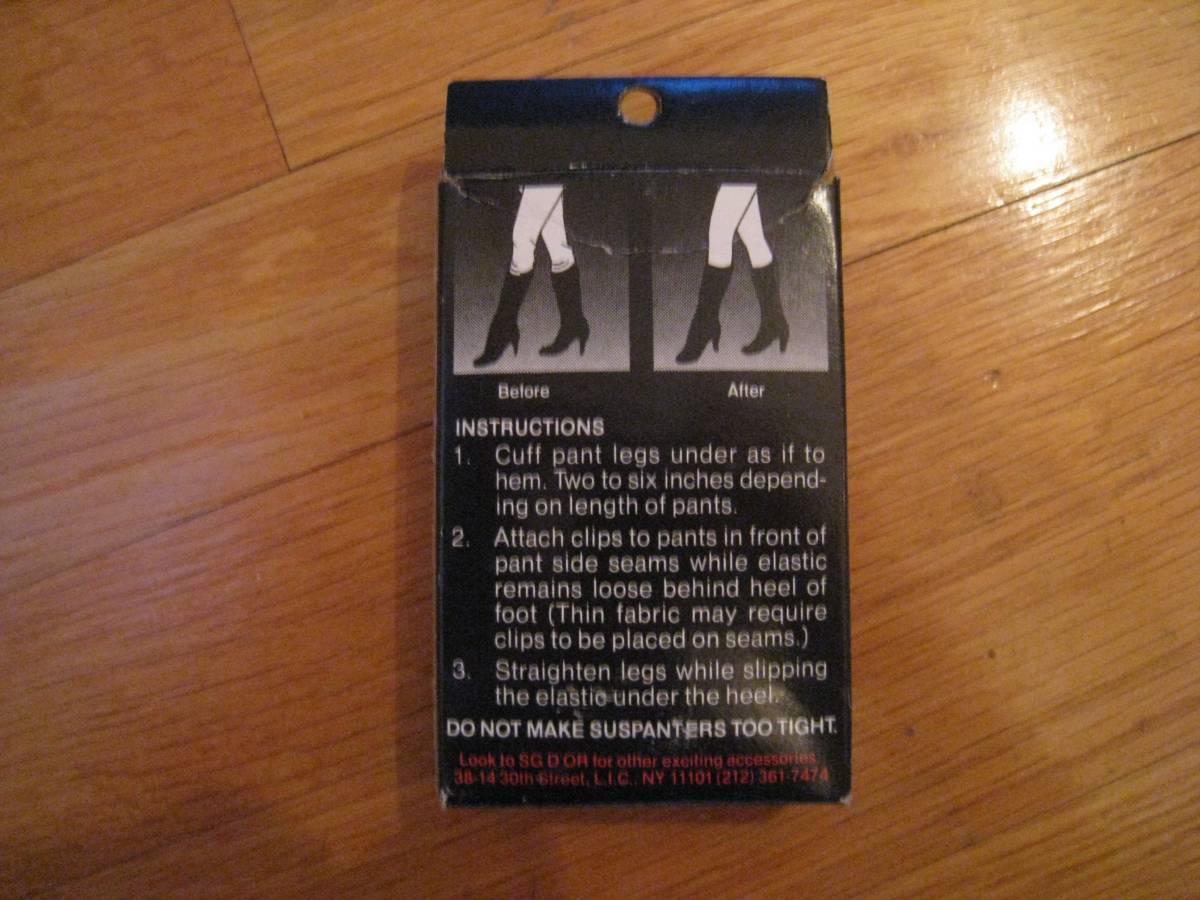 Before
After
INSTRUCTIONS
1. Cuff pant legs under as if to
hem. Two to six inches depend-
ing on length of pants.
2. Attach clips to pants in front of
pant side seams while elastic
remains loose behind heel of
foot (Thin fabric may require
clips to be placed on seams.)
3. Straighten legs while slipping
the elastic under the heel.
DO NOT MAKE SUSPANTERS TOO TIGHT.
Look to SG D'OR for other exciting accessories
38-14 30th Street, L.I.C., NY 11101 (212) 361-7474